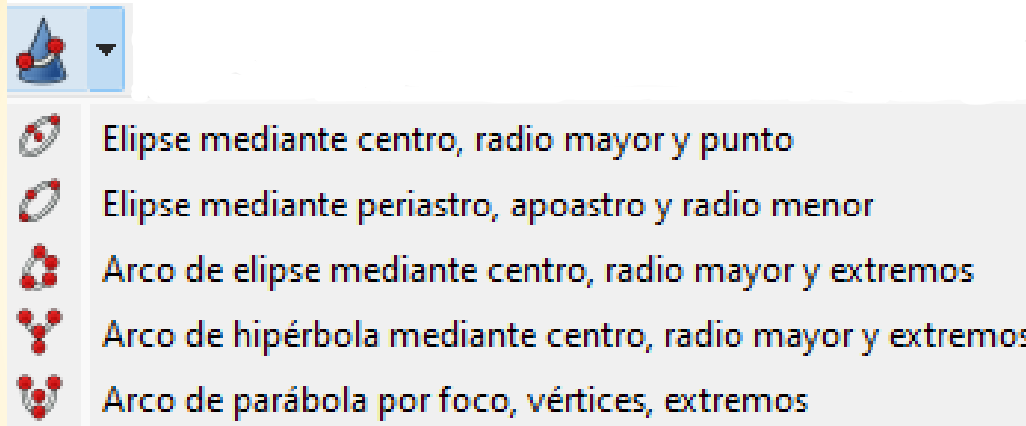 Elipse mediante centro, radio mayor y punto
Elipse mediante periastro, apoastro y radio menor
Arco de elipse mediante centro, radio mayor y extremos
Arco de hipérbola mediante centro, radio mayor y extremos
Arco de parábola por foco, vértices, extremos